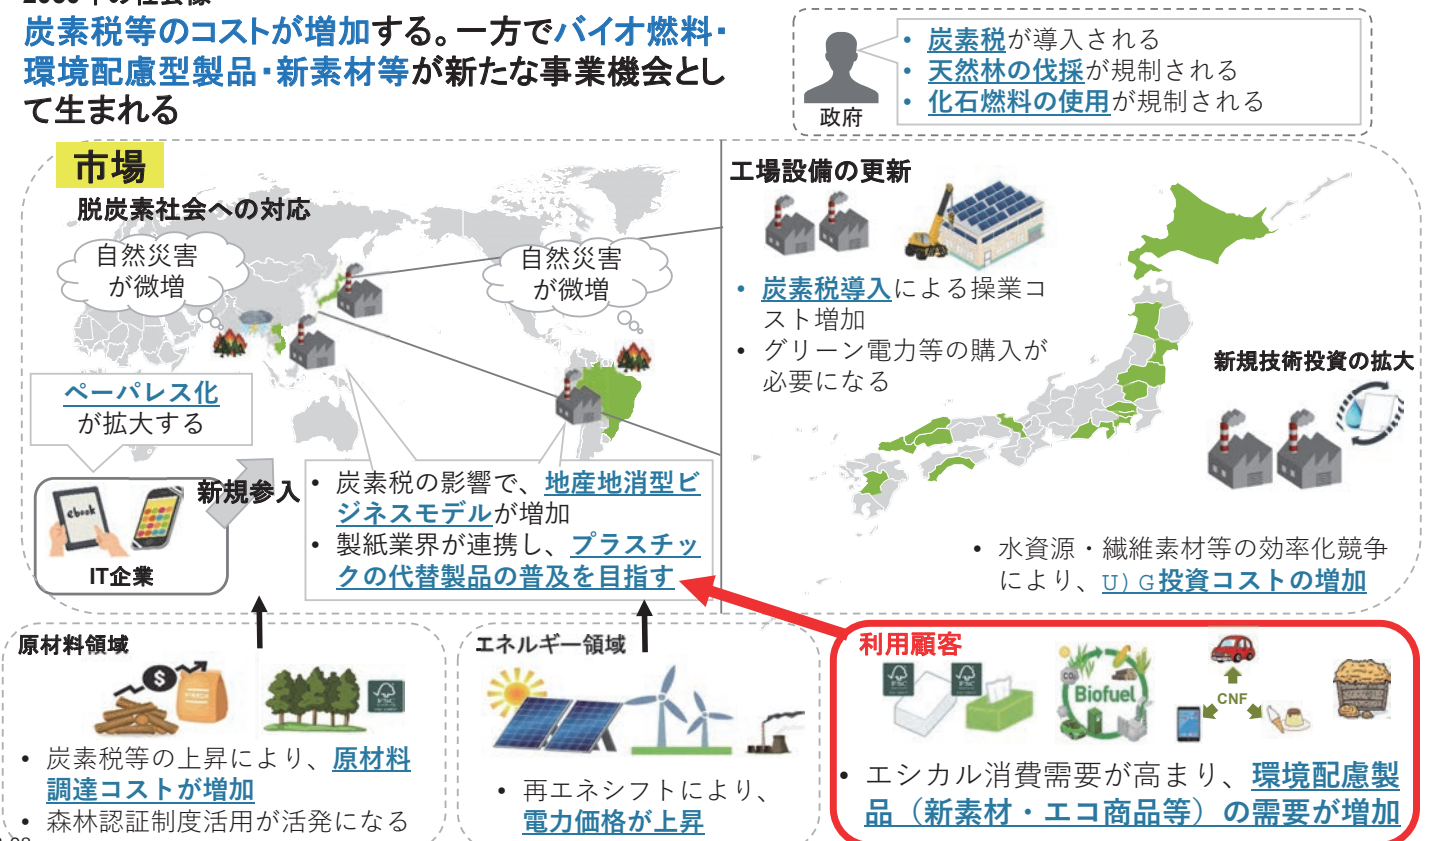 炭素税等のコストが増加する。一方でバイオ燃料・
環境配慮型製品・新素材等が新たな事業機会とし
て生まれる
政府
• 炭素税が導入される
• 天然林の伐採が規制される
• 化石燃料の使用が規制される
市場
脱炭素社会への対応
自然災害
が微増
自然災害
が微増
ペーパレス化
が拡大する
ebook
IT企業
新規参入
• 炭素税の影響で、地産地消型ビ
ジネスモデルが増加
• 製紙業界が連携し、プラスチッ
クの代替製品の普及を目指す
工場設備の更新
• 炭素税導入による操業コ
スト増加
• グリーン電力等の購入が
必要になる
新規技術投資の拡大
• 水資源・繊維素材等の効率化競争
により、U)G投資コストの増加
原材料領域
$
FSC
• 炭素税等の上昇により、原材料
調達コストが増加
• 森林認証制度活用が活発になる
エネルギー領域
• 再エネシフトにより、
電力価格が上昇
利用顧客
FSC
FSC
CO2
Biofuel
CNF
• エシカル消費需要が高まり、環境配慮製
品（新素材・エコ商品等）の需要が増加